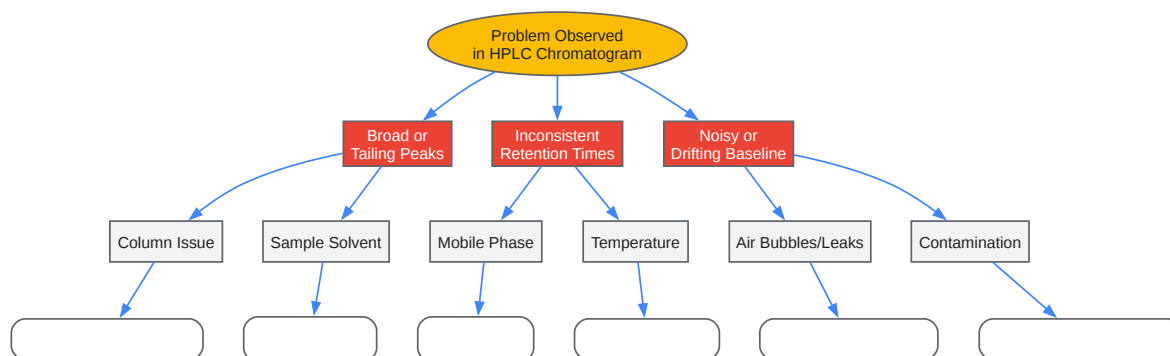 Problem Observed
in HPLC Chromatogram
Broad or
Tailing Peaks
Inconsistent
Retention Times
Noisy or
Drifting Baseline
Column Issue
Sample Solvent
Mobile Phase
Temperature
Air Bubbles/Leaks
Contamination